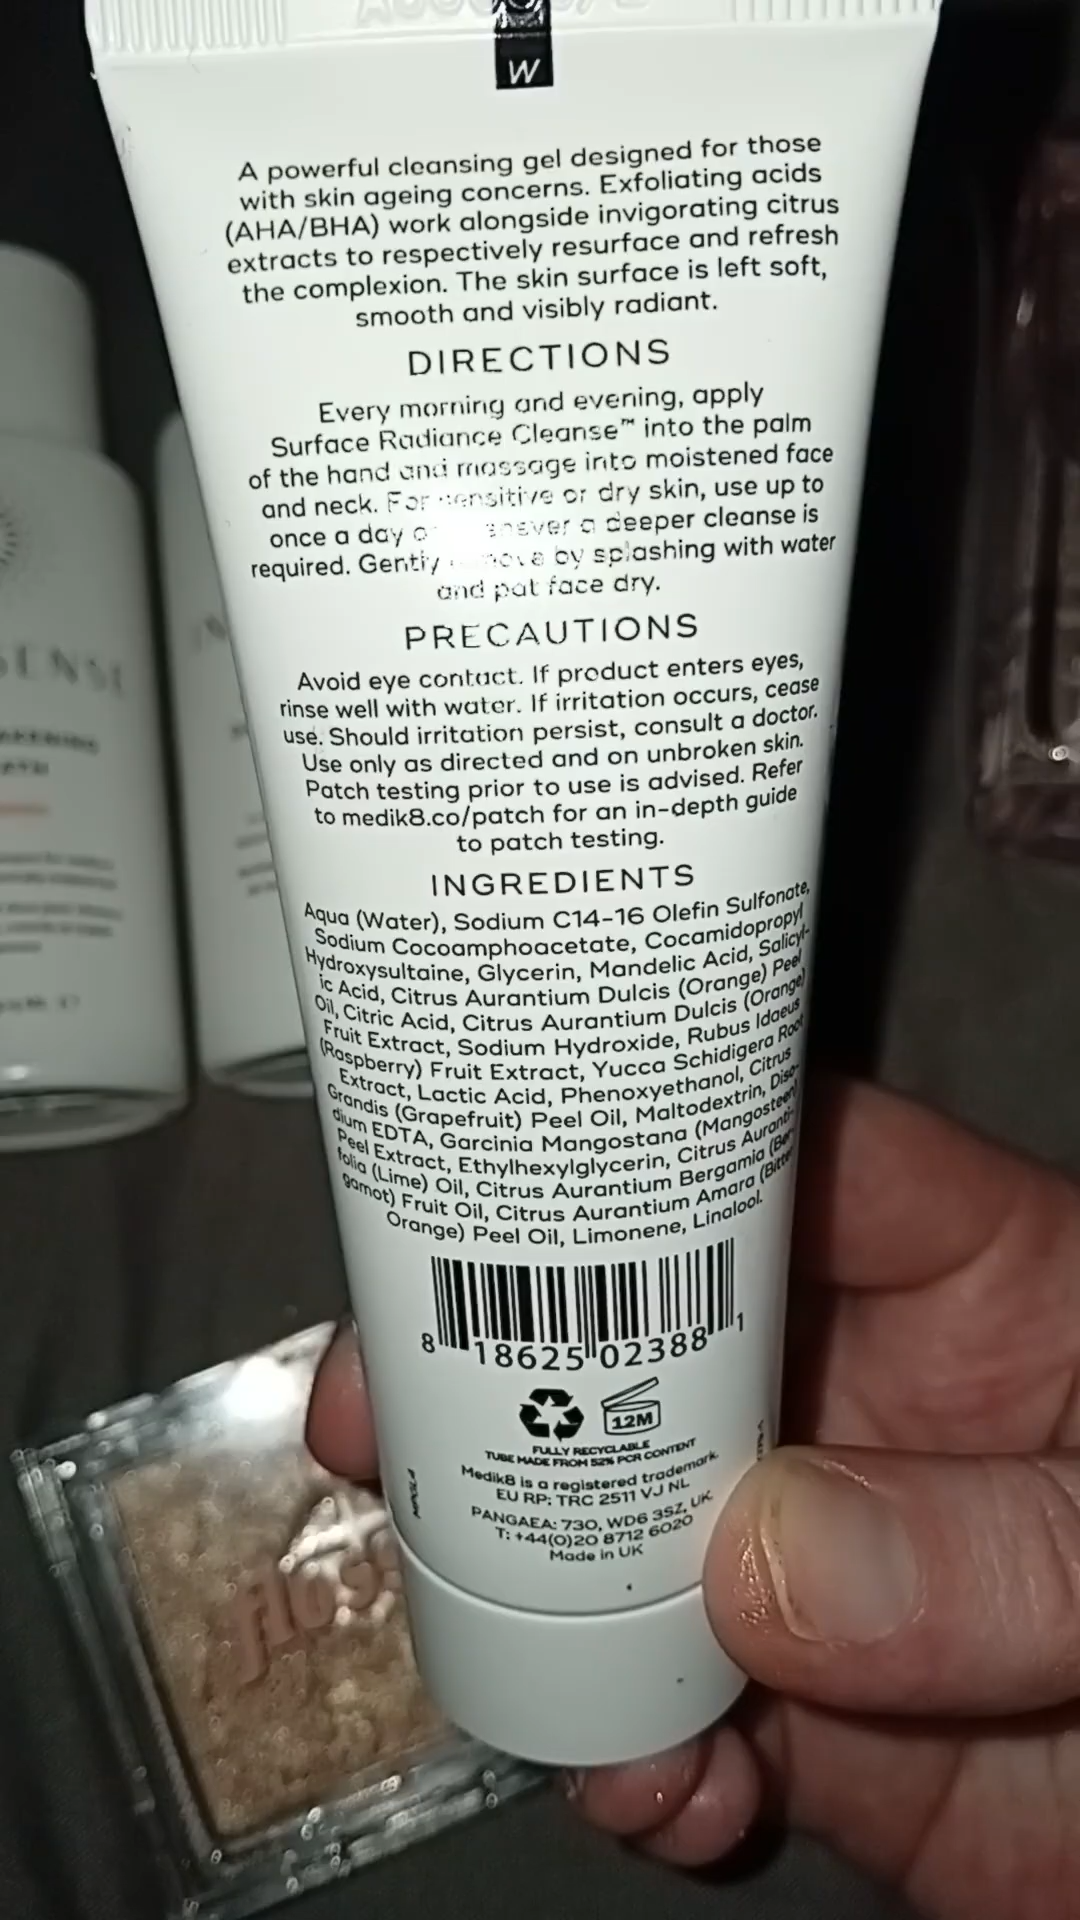 W
A powerful cleansing gel designed for those
with skin ageing concerns. Exfoliating acids
(AHA/BHA) work alongside invigorating citrus
extracts to respectively resurface and refresh
the complexion. The skin surface is left soft,
smooth and visibly radiant.
DIRECTIONS
Every morning and evening, apply
Surface Radiance Cleanse™ into the palm
of the hand and massage into moistened face
and neck. For sensitive or dry skin, use up to
once a day a deeper cleanse is
required. Gently by splashing with water
and pat face dry.
PRECAUTIONS
Avoid eye contact. If product enters eyes,
rinse well with water. If irritation occurs, cease
use. Should irritation persist, consult a doctor.
Use only as directed and on unbroken skin.
Patch testing prior to use is advised. Refer
to medik8.co/patch for an in-depth guide
to patch testing.
INGREDIENTS
Aqua (Water), Sodium C14-16 Olefin Sulfonate,
Sodium Cocoamphoacetate, Cocamidopropyl
Hydroxysultaine, Glycerin, Mandelic Acid, Salicyl-
ic Acid, Citrus Aurantium Dulcis (Orange) Peel
Oil, Citric Acid, Citrus Aurantium Dulcis (Orange)
Fruit Extract, Sodium Hydroxide, Rubus Idaeus
(Raspberry) Fruit Extract, Yucca Schidigera Root
Extract, Lactic Acid, Phenoxyethanol, Citrus
Grandis (Grapefruit) Peel Oil, Maltodextrin, Diso-
dium EDTA, Garcinia Mangostana (Mangosteen)
Peel Extract, Ethylhexylglycerin, Citrus Auranti-
folia (Lime) Oil, Citrus Aurantium Bergamia (Ber-
gamot) Fruit Oil, Citrus Aurantium Amara (Bitter
Orange) Peel Oil, Limonene, Linalool.
8 18625 02388 1
12M
FULLY RECYCLABLE
TUBE MADE FROM 52% PCR CONTENT
Medik8 is a registered trademark.
EU RP: TRC 2511 VJ NL
PANGAEA: 730, WD6 3SZ, UK
T: +44(0)20 8712 6020
Made in UK
flo